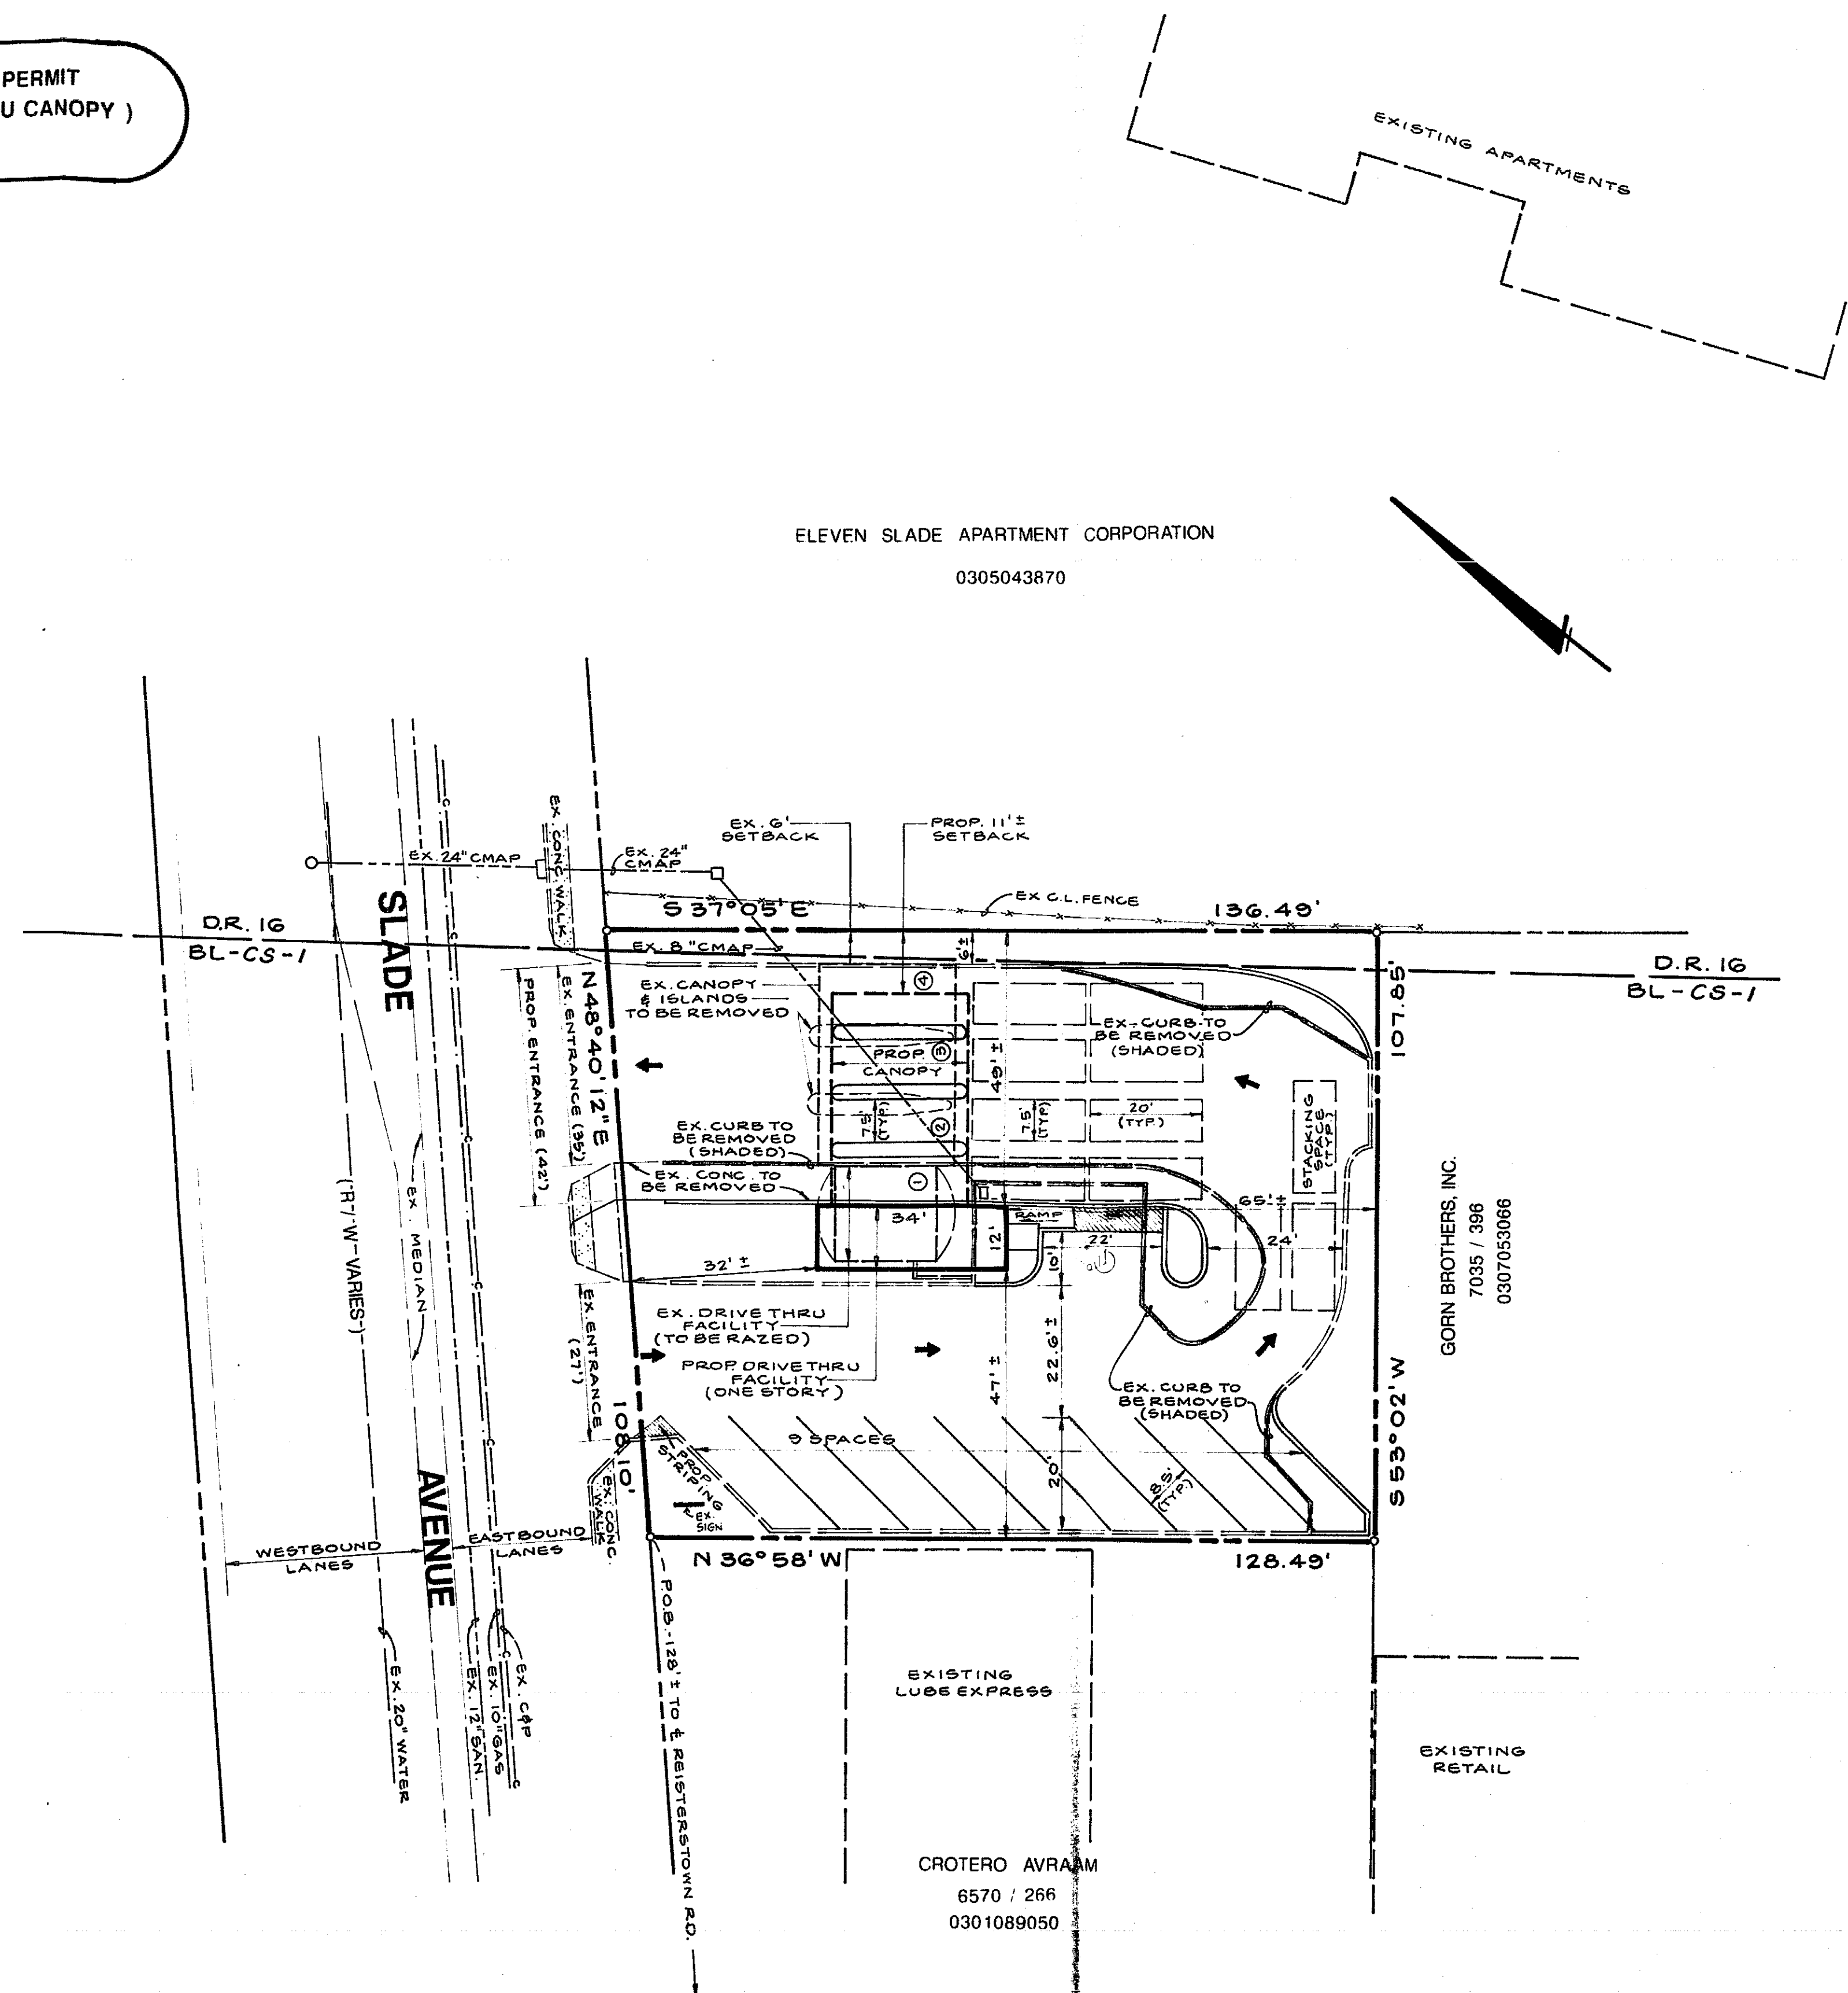 PERMIT
U CANOPY )
EXISTING APARTMENTS
ELEVEN SLADE APARTMENT CORPORATION
0305043870
EX. 6'
SETBACK
PROP. 11'±
SETBACK
EX. CONC. WALK
EX. 24" CMAP
EX. 24"
CMAP
EX C.L. FENCE
S 37° 05' E
136.49'
D.R. 16
BL-CS-1
EX. 8" CMAP
6'±
D.R. 16
BL-CS-1
SLADE
AVENUE
PROP. ENTRANCE (42')
EX. ENTRANCE (35')
N 48° 40' 12" E
108.10'
EX. CANOPY
& ISLANDS
TO BE REMOVED
4
3
2
1
PROP.
CANOPY
49' ±
7.5'
(TYP.)
7.5'
(TYP.)
20'
(TYP.)
EX. CURB TO
BE REMOVED
(SHADED)
107.85'
STACKING
SPACE
(TYP.)
EX. CURB TO
BE REMOVED
(SHADED)
EX. CONC. TO
BE REMOVED
34'
12'
RAMP
22'
10'
65' ±
24'
32' ±
GORN BROTHERS, INC.
7035 / 396
0307053066
(R/W-VARIES)
EX. MEDIAN
EX. ENTRANCE
(27')
EX. DRIVE THRU
FACILITY
(TO BE RAZED)
PROP. DRIVE THRU
FACILITY
(ONE STORY)
47' ±
22.6' ±
20'
EX. CURB TO
BE REMOVED
(SHADED)
9 SPACES
8.5'
(TYP.)
PROP.
STRIPING
EX.
SIGN
EX. CONC.
WALK
S 53° 02' W
WESTBOUND
LANES
EASTBOUND
LANES
N 36° 58' W
128.49'
P.O.B.-128' ± TO ℄ REISTERSTOWN RD.
EX. 20" WATER
EX. 12" SAN.
EX. 10" GAS
EX. C&P
EXISTING
LUBE EXPRESS
EXISTING
RETAIL
CROTERO AVRAAM
6570 / 266
0301089050